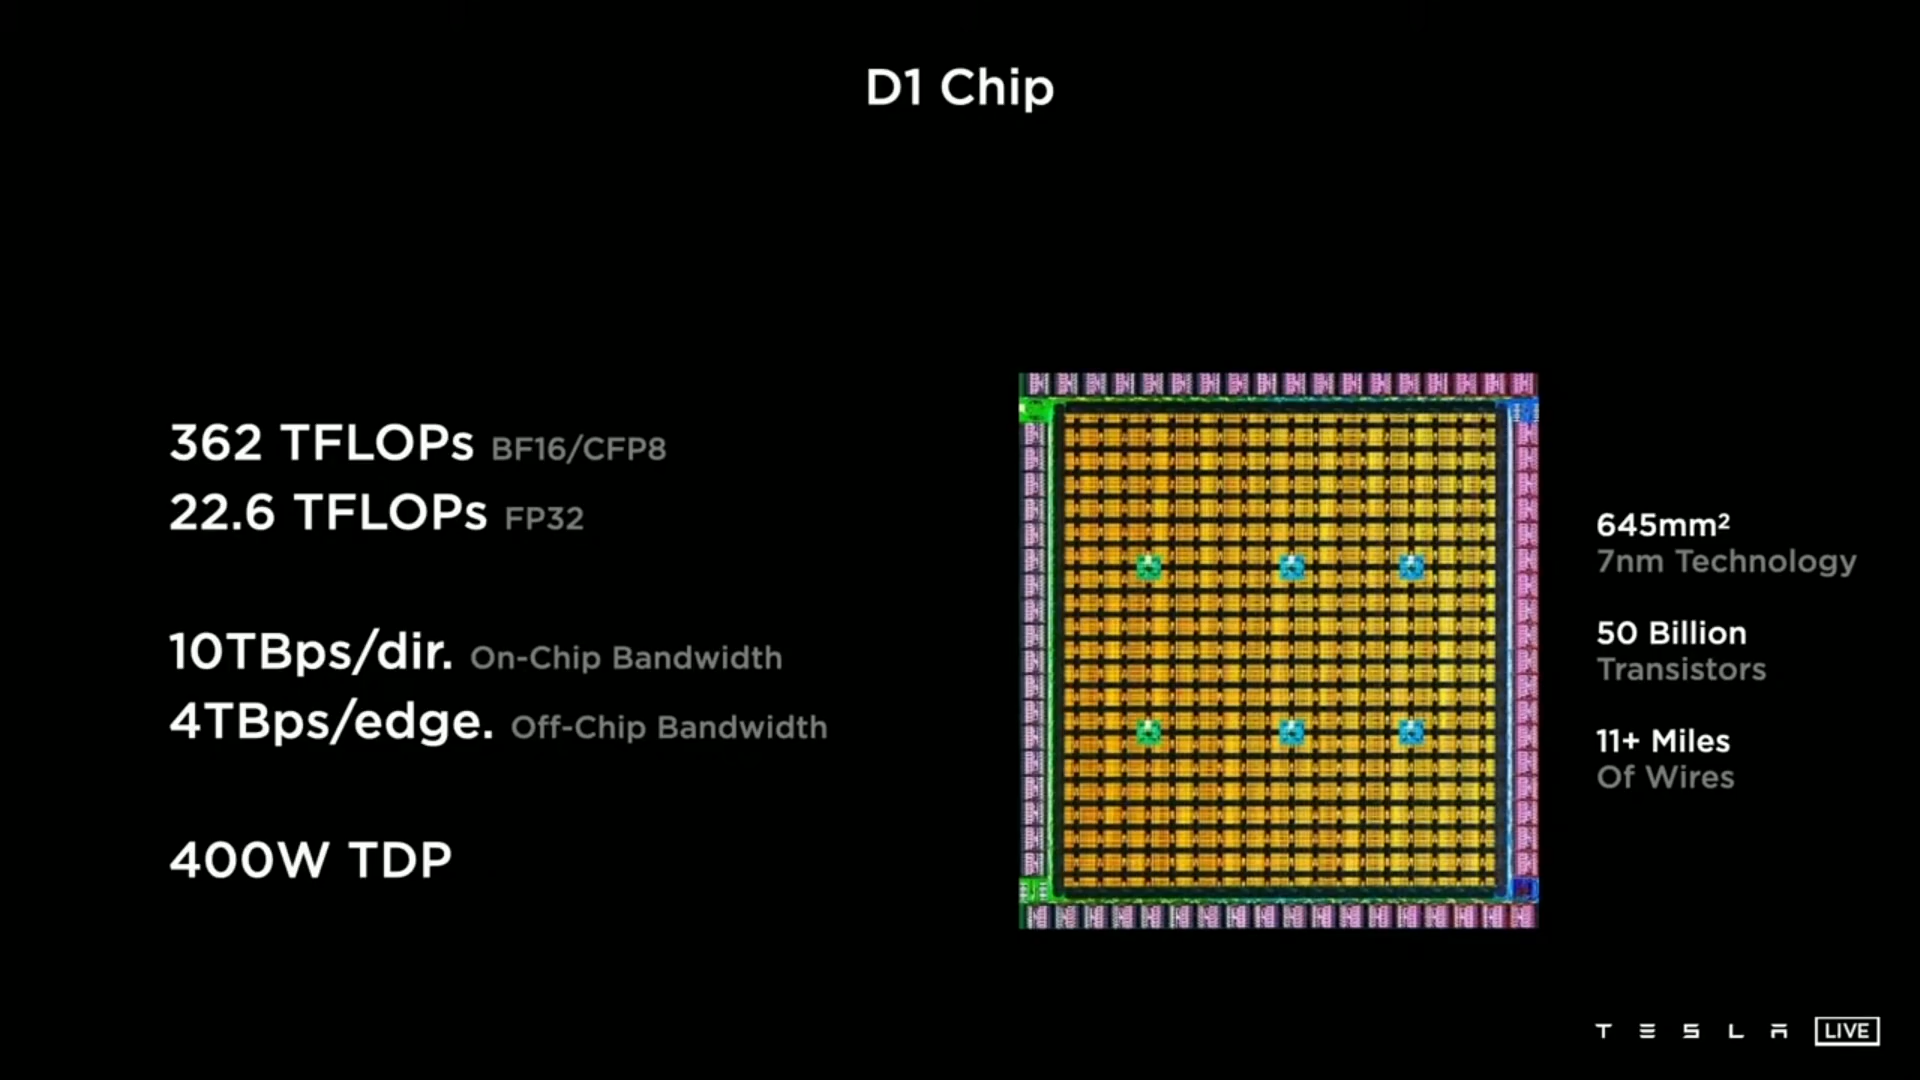 D1 Chip
362 TFLOPs BF16/CFP8
22.6 TFLOPs FP32
10TBps/dir. On-Chip Bandwidth
4TBps/edge. Off-Chip Bandwidth
400W TDP
645mm²
7nm Technology
50 Billion
Transistors
11+ Miles
Of Wires
TESLA LIVE